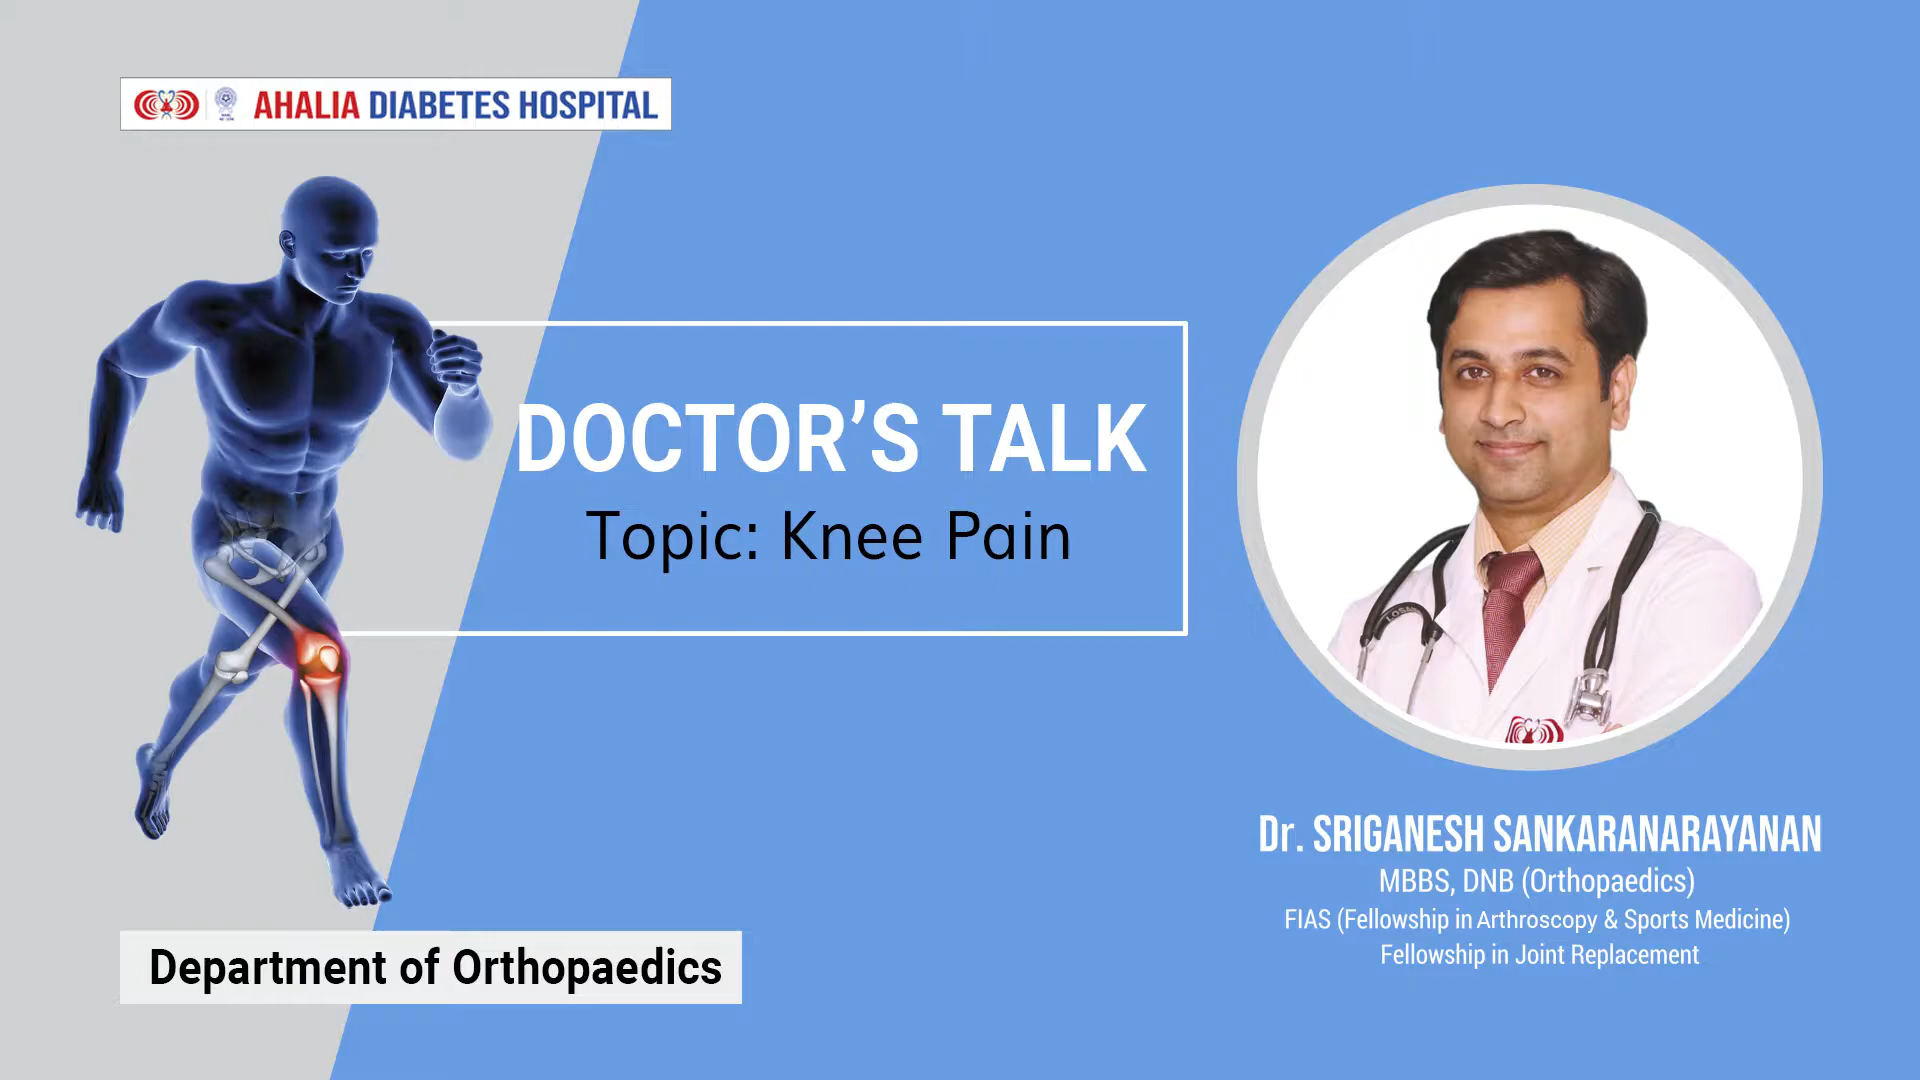 AHALIA DIABETES HOSPITAL
DOCTOR’S TALK
Topic: Knee Pain
Dr. SRIGANESH SANKARANARAYANAN
MBBS, DNB (Orthopaedics)
FIAS (Fellowship in Arthroscopy & Sports Medicine)
Fellowship in Joint Replacement
Department of Orthopaedics